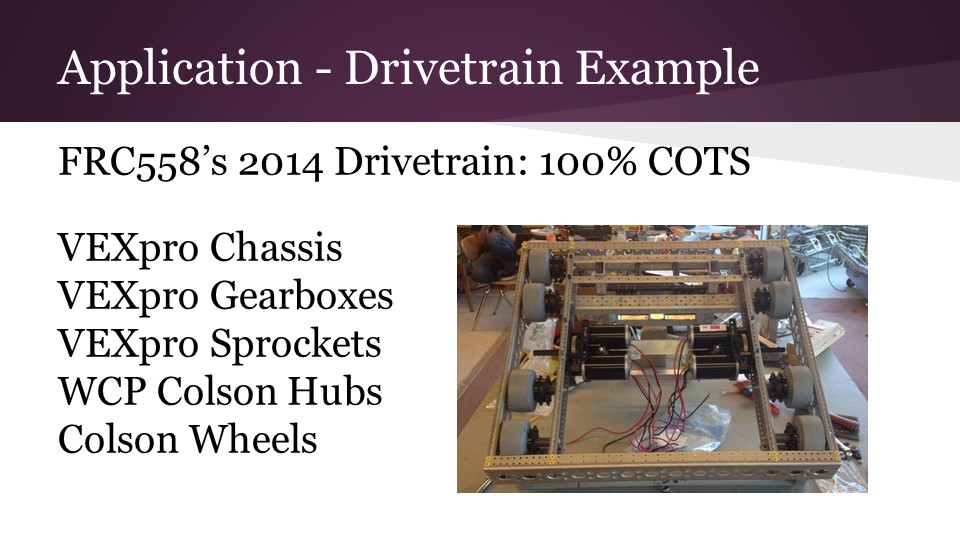 Application - Drivetrain Example
FRC558’s 2014 Drivetrain: 100% COTS
VEXpro Chassis
VEXpro Gearboxes
VEXpro Sprockets
WCP Colson Hubs
Colson Wheels